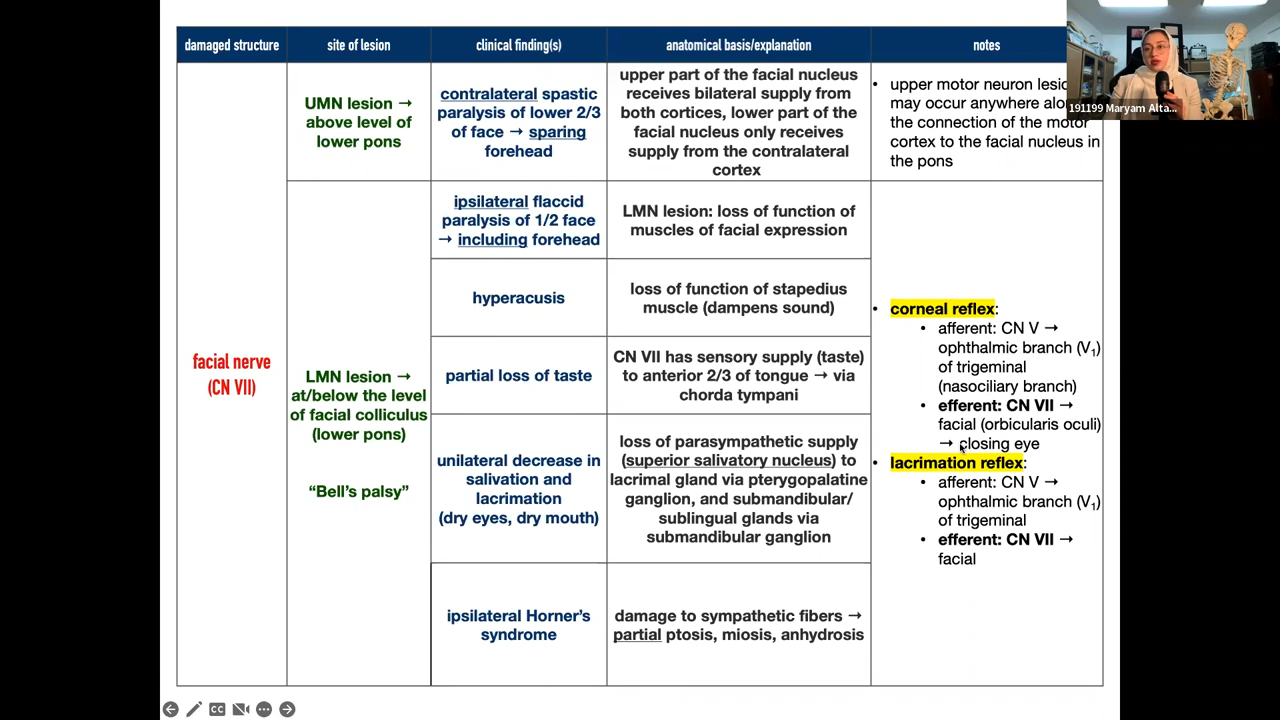 damaged structure
site of lesion
clinical finding(s)
anatomical basis/explanation
notes
facial nerve
(CN VII)
UMN lesion →
above level of
lower pons
contralateral spastic
paralysis of lower 2/3
of face → sparing
forehead
upper part of the facial nucleus
receives bilateral supply from
both cortices, lower part of the
facial nucleus only receives
supply from the contralateral
cortex
• upper motor neuron lesio
may occur anywhere alo
the connection of the motor
cortex to the facial nucleus in
the pons
LMN lesion →
at/below the level
of facial colliculus
(lower pons)
“Bell’s palsy”
ipsilateral flaccid
paralysis of 1/2 face
→ including forehead
LMN lesion: loss of function of
muscles of facial expression
hyperacusis
loss of function of stapedius
muscle (dampens sound)
partial loss of taste
CN VII has sensory supply (taste)
to anterior 2/3 of tongue → via
chorda tympani
unilateral decrease in
salivation and
lacrimation
(dry eyes, dry mouth)
loss of parasympathetic supply
(superior salivatory nucleus) to
lacrimal gland via pterygopalatine
ganglion, and submandibular/
sublingual glands via
submandibular ganglion
ipsilateral Horner’s
syndrome
damage to sympathetic fibers →
partial ptosis, miosis, anhydrosis
• corneal reflex:
• afferent: CN V →
ophthalmic branch (V₁)
of trigeminal
(nasociliary branch)
• efferent: CN VII →
facial (orbicularis oculi)
→ closing eye
• lacrimation reflex:
• afferent: CN V →
ophthalmic branch (V₁)
of trigeminal
• efferent: CN VII →
facial
191199 Maryam Alta...
CC